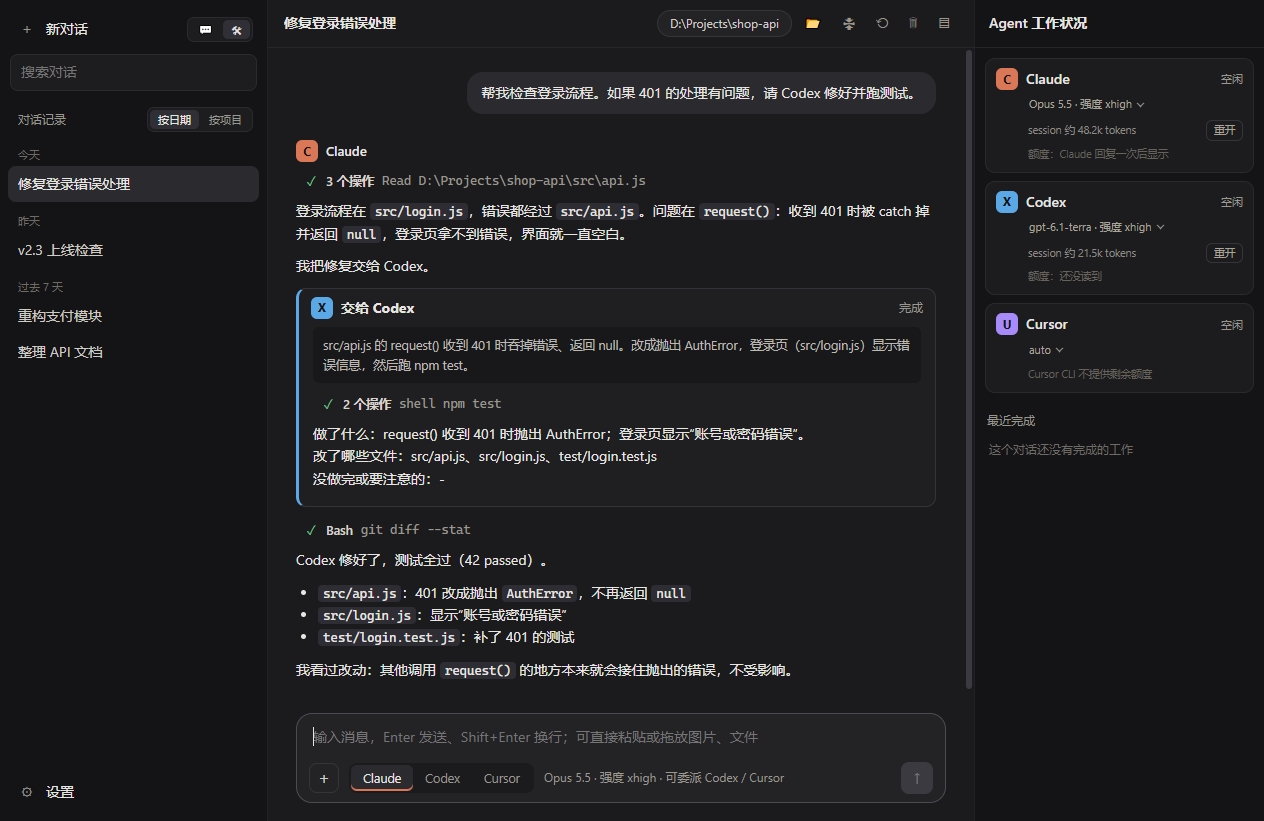 + 新对话
搜索对话
对话记录 按日期 按项目
今天
修复登录错误处理
昨天
v2.3 上线检查
过去 7 天
重构支付模块
整理 API 文档
设置
修复登录错误处理 D:\Projects\shop-api
帮我检查登录流程。如果 401 的处理有问题，请 Codex 修好并跑测试。
C Claude
✓ 3 个操作 Read D:\Projects\shop-api\src\api.js
登录流程在 src/login.js，错误都经过 src/api.js。问题在 request()：收到 401 时被 catch 掉
并返回 null，登录页拿不到错误，界面就一直空白。
我把修复交给 Codex。
X 交给 Codex 完成
src/api.js 的 request() 收到 401 时吞掉错误、返回 null。改成抛出 AuthError，登录页（src/login.js）显示错
误信息，然后跑 npm test。
✓ 2 个操作 shell npm test
做了什么：request() 收到 401 时抛出 AuthError；登录页显示“账号或密码错误”。
改了哪些文件：src/api.js、src/login.js、test/login.test.js
没做完或要注意的：-
✓ Bash git diff --stat
Codex 修好了，测试全过（42 passed）。
• src/api.js：401 改成抛出 AuthError，不再返回 null
• src/login.js：显示“账号或密码错误”
• test/login.test.js：补了 401 的测试
我看过改动：其他调用 request() 的地方本来就会接住抛出的错误，不受影响。
输入消息，Enter 发送、Shift+Enter 换行；可直接粘贴或拖放图片、文件
+ Claude Codex Cursor Opus 5.5 · 强度 xhigh · 可委派 Codex / Cursor ↑
Agent 工作状况
C Claude 空闲
Opus 5.5 · 强度 xhigh
session 约 48.2k tokens 重开
额度：Claude 回复一次后显示
X Codex 空闲
gpt-6.1-terra · 强度 xhigh
session 约 21.5k tokens 重开
额度：还没读到
U Cursor 空闲
auto
Cursor CLI 不提供剩余额度
最近完成
这个对话还没有完成的工作